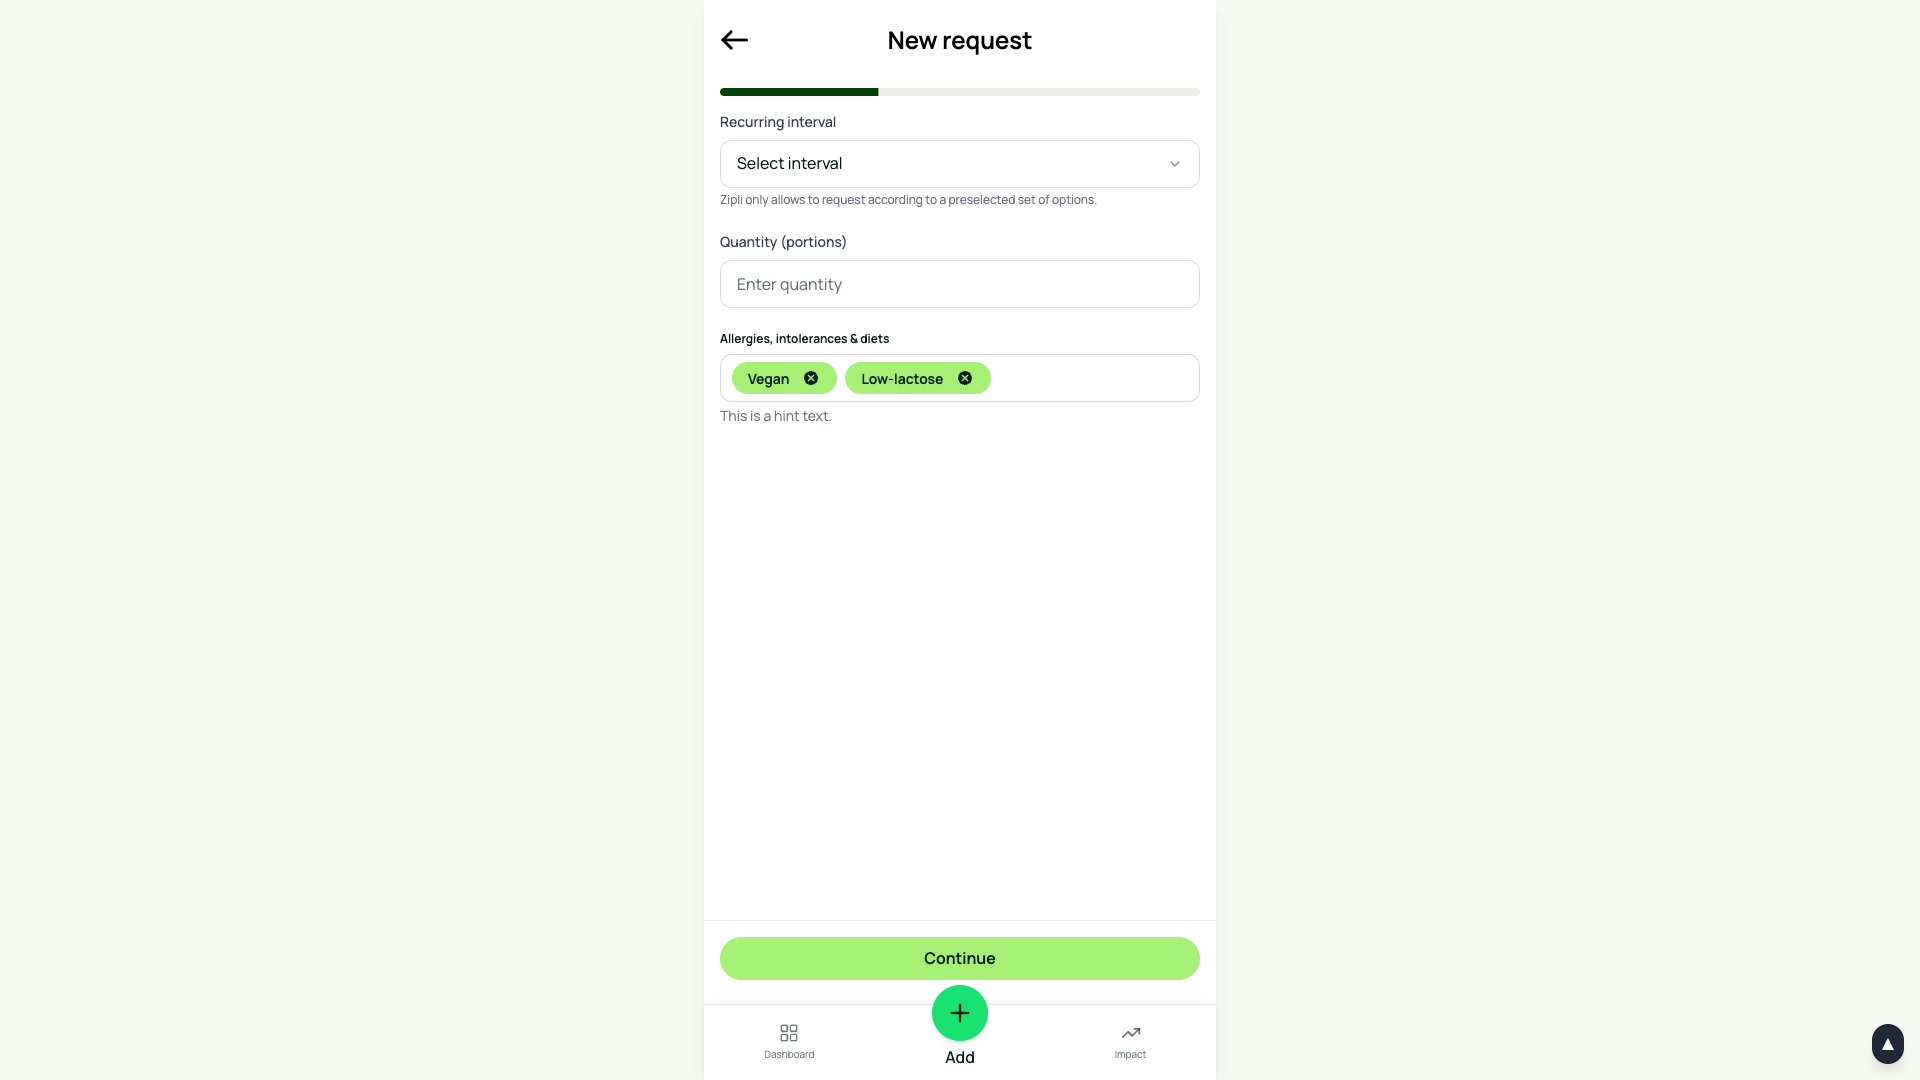 New request
Recurring interval
Select interval
Zipli only allows to request according to a preselected set of options.
Quantity (portions)
Enter quantity
Allergies, intolerances & diets
Vegan
Low-lactose
This is a hint text.
Continue
Dashboard
Add
Impact